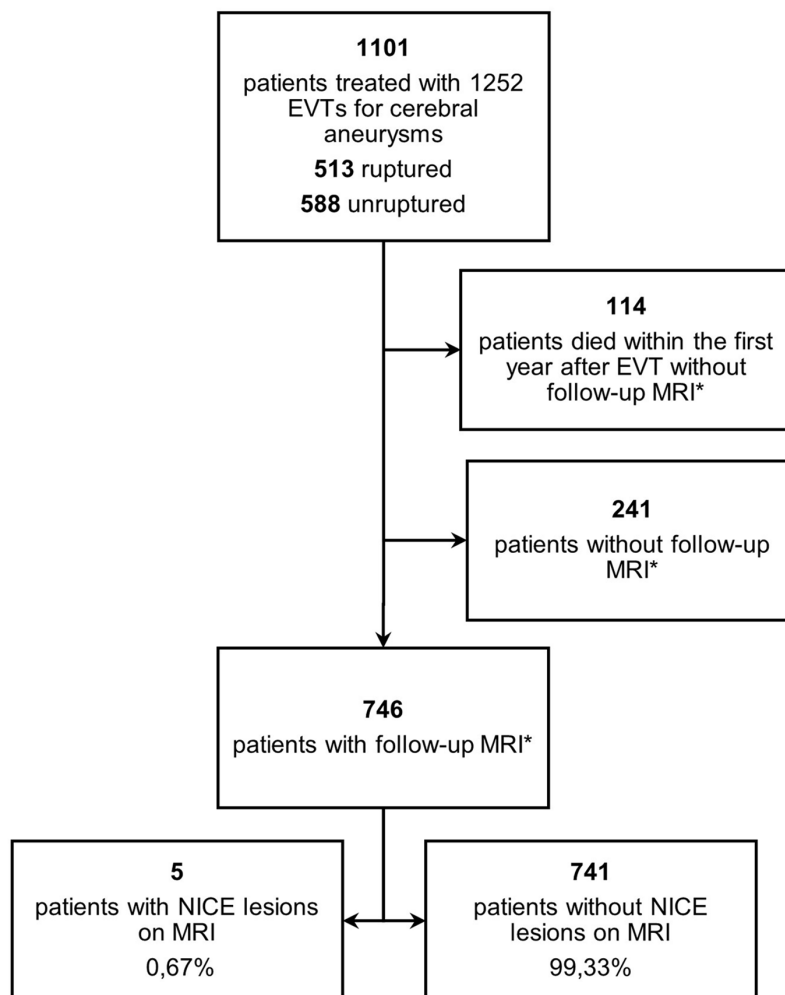 1101
patients treated with 1252
EVTs for cerebral
aneurysms
513 ruptured
588 unruptured
114
patients died within the first
year after EVT without
follow-up MRI*
241
patients without follow-up
MRI*
746
patients with follow-up MRI*
5
patients with NICE lesions
on MRI
0,67%
741
patients without NICE
lesions on MRI
99,33%